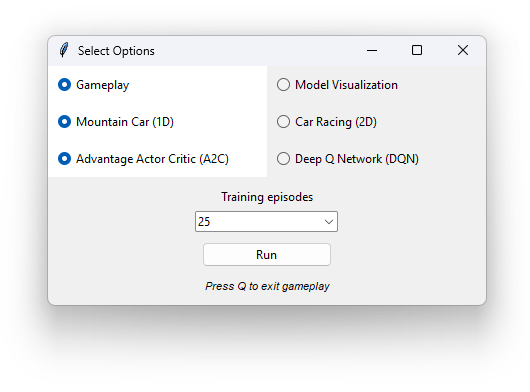 Select Options
Gameplay
Model Visualization
Mountain Car (1D)
Car Racing (2D)
Advantage Actor Critic (A2C)
Deep Q Network (DQN)
Training episodes
25
Run
Press Q to exit gameplay